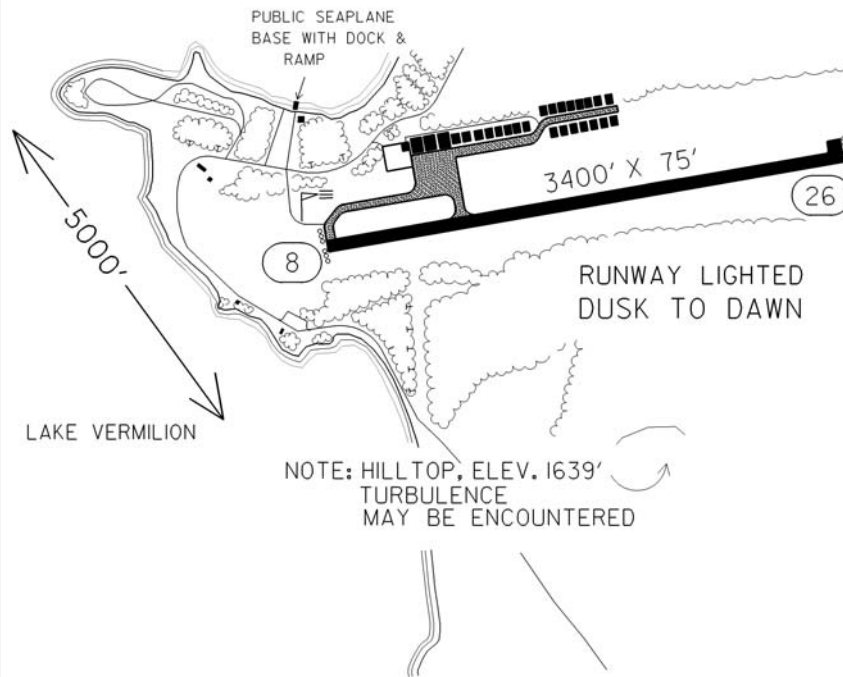 PUBLIC SEAPLANE
BASE WITH DOCK &
RAMP
5000'
3400' X 75'
26
8
RUNWAY LIGHTED
DUSK TO DAWN
LAKE VERMILION
NOTE: HILLTOP, ELEV. 1639'
TURBULENCE
MAY BE ENCOUNTERED